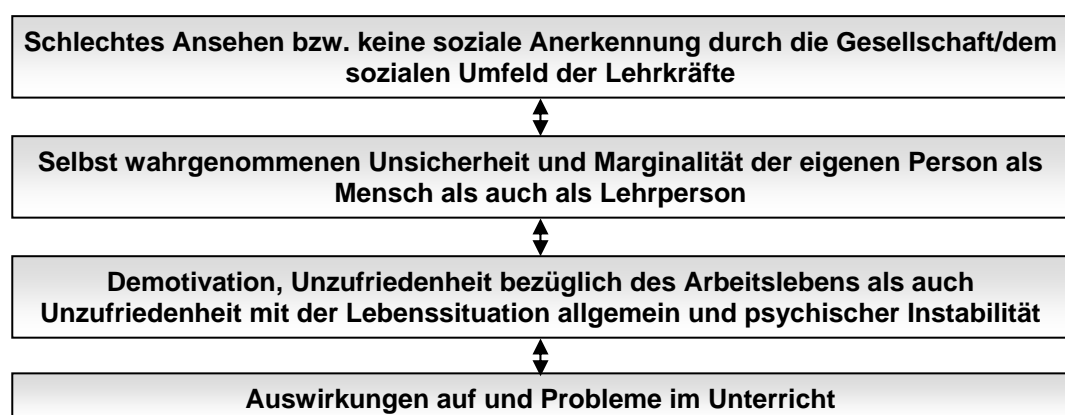 Schlechtes Ansehen bzw. keine soziale Anerkennung durch die Gesellschaft/dem
sozialen Umfeld der Lehrkräfte
Selbst wahrgenommenen Unsicherheit und Marginalität der eigenen Person als
Mensch als auch als Lehrperson
Demotivation, Unzufriedenheit bezüglich des Arbeitslebens als auch
Unzufriedenheit mit der Lebenssituation allgemein und psychischer Instabilität
Auswirkungen auf und Probleme im Unterricht